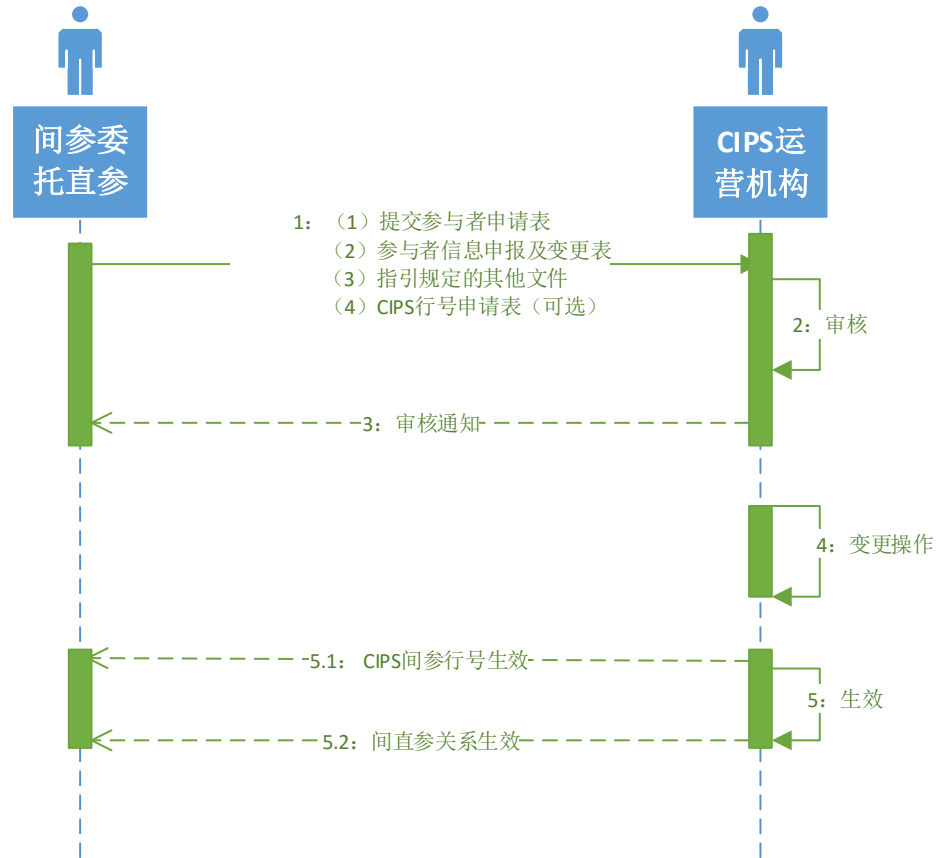 间参委
托直参
CIPS运
营机构
1： （1）提交参与者申请表
（2）参与者信息申报及变更表
（3）指引规定的其他文件
（4）CIPS行号申请表（可选）
2：审核
3：审核通知
4：变更操作
5.1： CIPS间参行号生效
5：生效
5.2：间直参关系生效